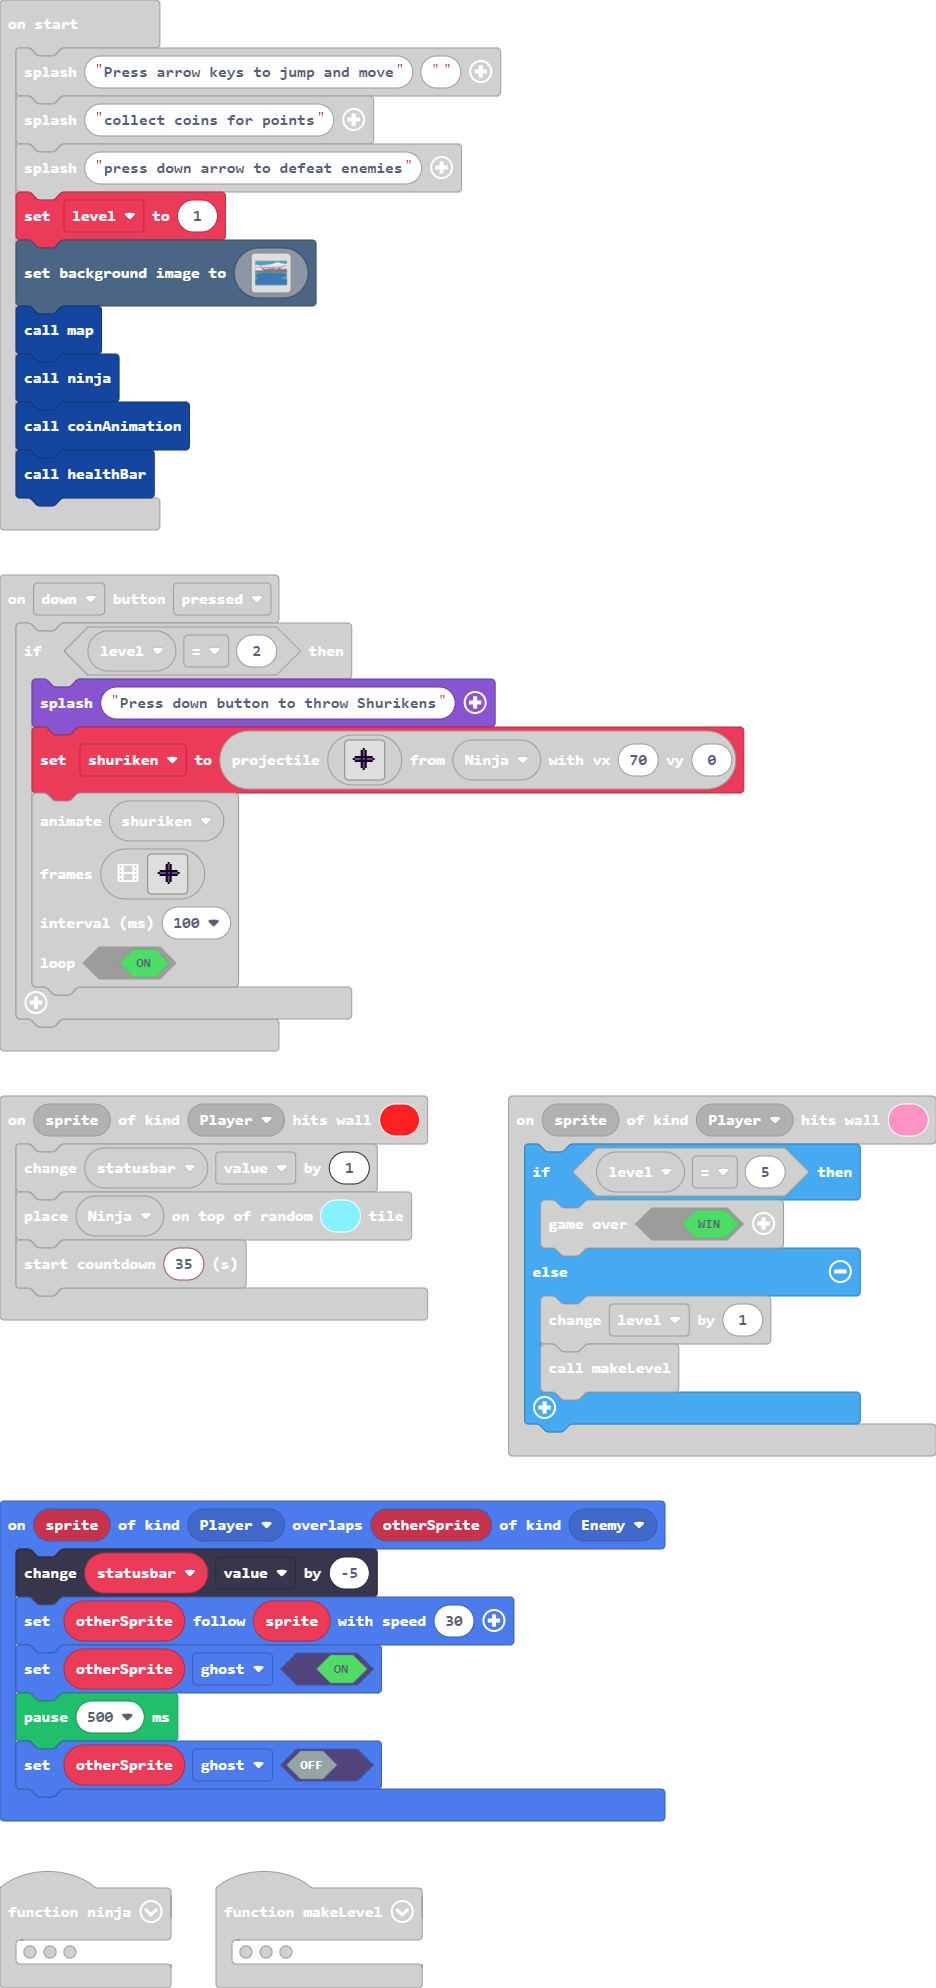 on start
splash "Press arrow keys to jump and move" " "
splash "collect coins for points"
splash "press down arrow to defeat enemies"
set level to 1
set background image to
call map
call ninja
call coinAnimation
call healthBar
on down button pressed
if level = 2 then
splash "Press down button to throw Shurikens"
set shuriken to projectile from Ninja with vx 70 vy 0
animate shuriken
frames
interval (ms) 100
loop ON
on sprite of kind Player hits wall
change statusbar value by 1
place Ninja on top of random tile
start countdown 35 (s)
on sprite of kind Player hits wall
if level = 5 then
game over WIN
else
change level by 1
call makeLevel
on sprite of kind Player overlaps otherSprite of kind Enemy
change statusbar value by -5
set otherSprite follow sprite with speed 30
set otherSprite ghost ON
pause 500 ms
set otherSprite ghost OFF
function ninja
function makeLevel